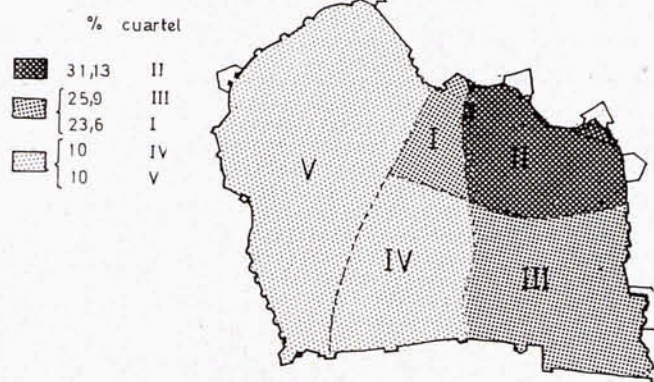 % cuartel
31,13 II
25,9 III
23,6 I
10 IV
10 V
I
II
V
IV
III